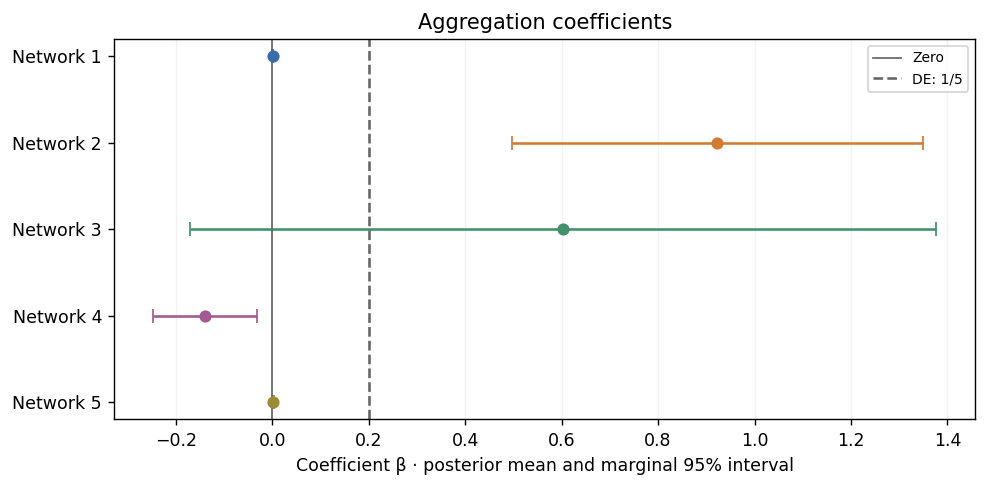 Aggregation coefficients
Network 1
Network 2
Network 3
Network 4
Network 5
Zero
DE: 1/5
−0.2 0.0 0.2 0.4 0.6 0.8 1.0 1.2 1.4
Coefficient β · posterior mean and marginal 95% interval